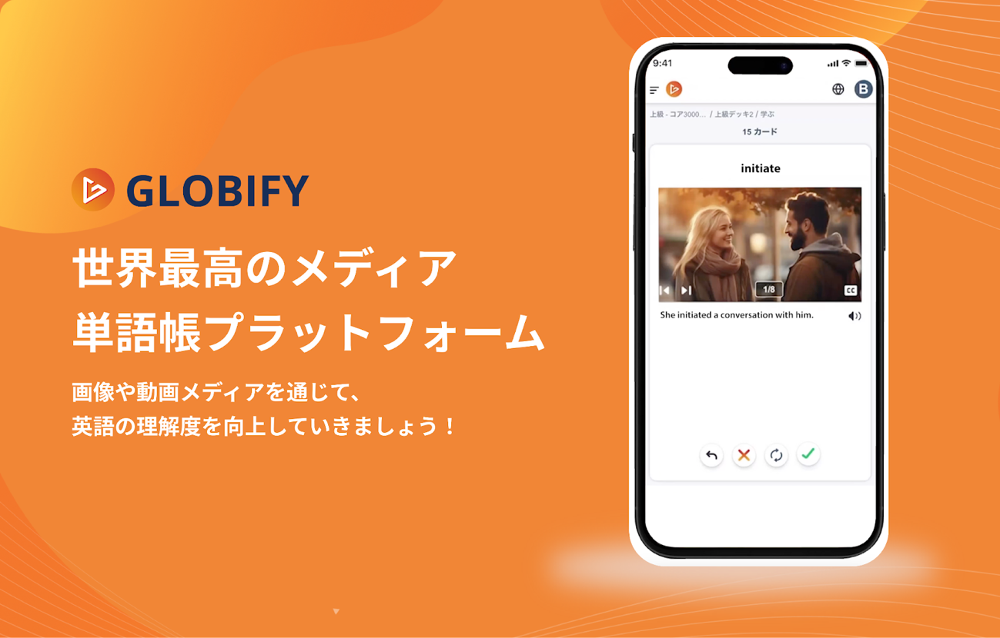 GLOBIFY
世界最高のメディア
単語帳プラットフォーム
画像や動画メディアを通じて、
英語の理解度を向上していきましょう！
9:41
B
上級 - コア3000... / 上級デッキ2 / 学ぶ
15 カード
initiate
1/8
CC
She initiated a conversation with him.